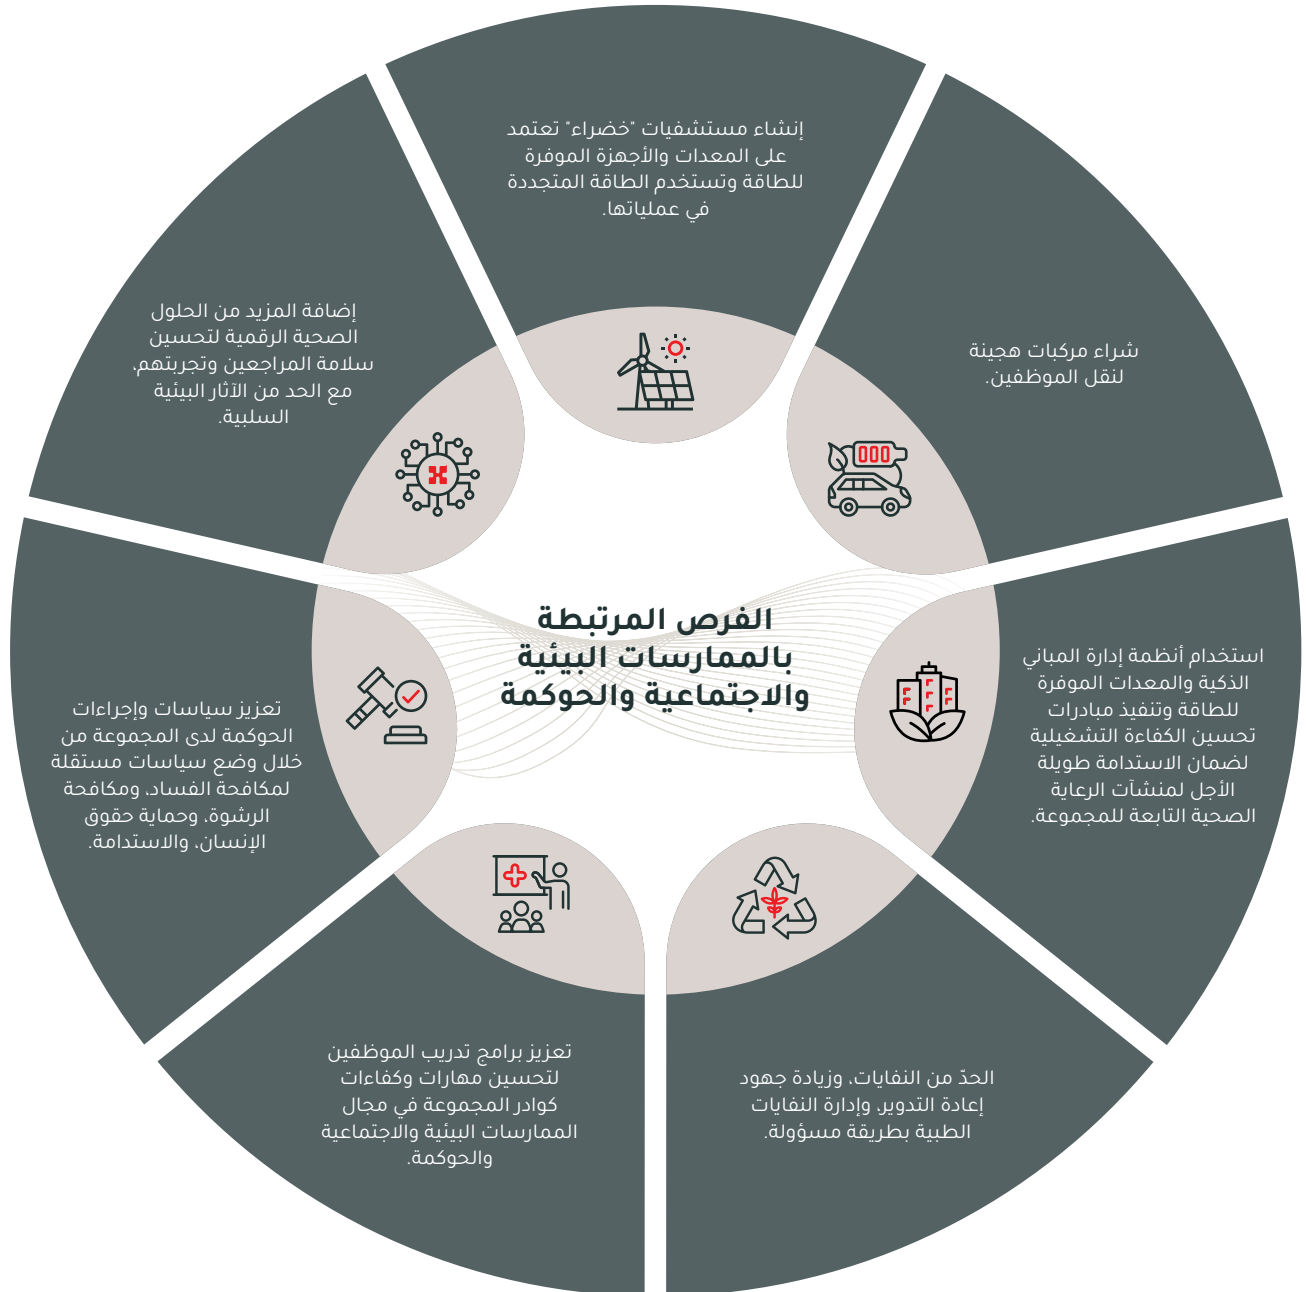 إنشاء مستشفيات "خضراء" تعتمد
على المعدات والأجهزة الموفرة
للطاقة وتستخدم الطاقة المتجددة
في عملياتها.
شراء مركبات هجينة
لنقل الموظفين.
استخدام أنظمة إدارة المباني
الذكية والمعدات الموفرة
للطاقة وتنفيذ مبادرات
تحسين الكفاءة التشغيلية
لضمان الاستدامة طويلة
الأجل لمنشآت الرعاية
الصحية التابعة للمجموعة.
الحدّ من النفايات، وزيادة جهود
إعادة التدوير، وإدارة النفايات
الطبية بطريقة مسؤولة.
تعزيز برامج تدريب الموظفين
لتحسين مهارات وكفاءات
كوادر المجموعة في مجال
الممارسات البيئية والاجتماعية
والحوكمة.
تعزيز سياسات وإجراءات
الحوكمة لدى المجموعة من
خلال وضع سياسات مستقلة
لمكافحة الفساد، ومكافحة
الرشوة، وحماية حقوق
الإنسان، والاستدامة.
إضافة المزيد من الحلول
الصحية الرقمية لتحسين
سلامة المراجعين وتجربتهم،
مع الحد من الآثار البيئية
السلبية.
الفرص المرتبطة
بالممارسات البيئية
والاجتماعية والحوكمة